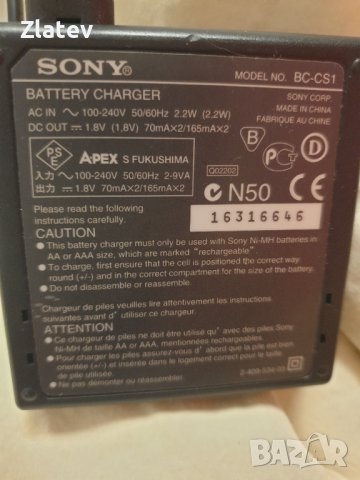 Zlatev
SONY®
MODEL NO. BC-CS1
BATTERY CHARGER
SONY CORP.
MADE IN CHINA
FABRIQUE AU CHINE
AC IN ~ 100-240V 50/60Hz 2.2W (2,2W)
DC OUT ⎓ 1.8V (1,8V) 70mA×2/165mA×2
PSE APEX S FUKUSHIMA
入力 ~ 100-240V 50/60Hz 2-9VA
出力 ⎓ 1.8V 70mA×2/165mA×2
B
D
Q02202
N50 CE
16316646
Please read the following
instructions carefully.
CAUTION
● This battery charger must only be used with Sony Ni-MH batteries in
AA or AAA size, which are marked "rechargeable"
● To charge, first ensure that the cell is positioned the correct way
round (+/-) and in the correct compartment for the size of the battery.
● Do not disassemble or reassemble.
Chargeur de piles veuilles lire attentivement les instructions
suivantes avant d' utiliser ce chargeur.
ATTENTION
● Ce chargeur de piles ne doit être utilisé qu' avec des piles Sony
Ni-MH de taille AA or AAA, mentionnées rechargeables.
● Pour charger les piles assurez-vous d' abord que la pile est bien
orientée (+/-) et insérée dans le logement correct pour le taille
de pile.
● Ne pas démonter ou réassembler.
BAZAR.bg